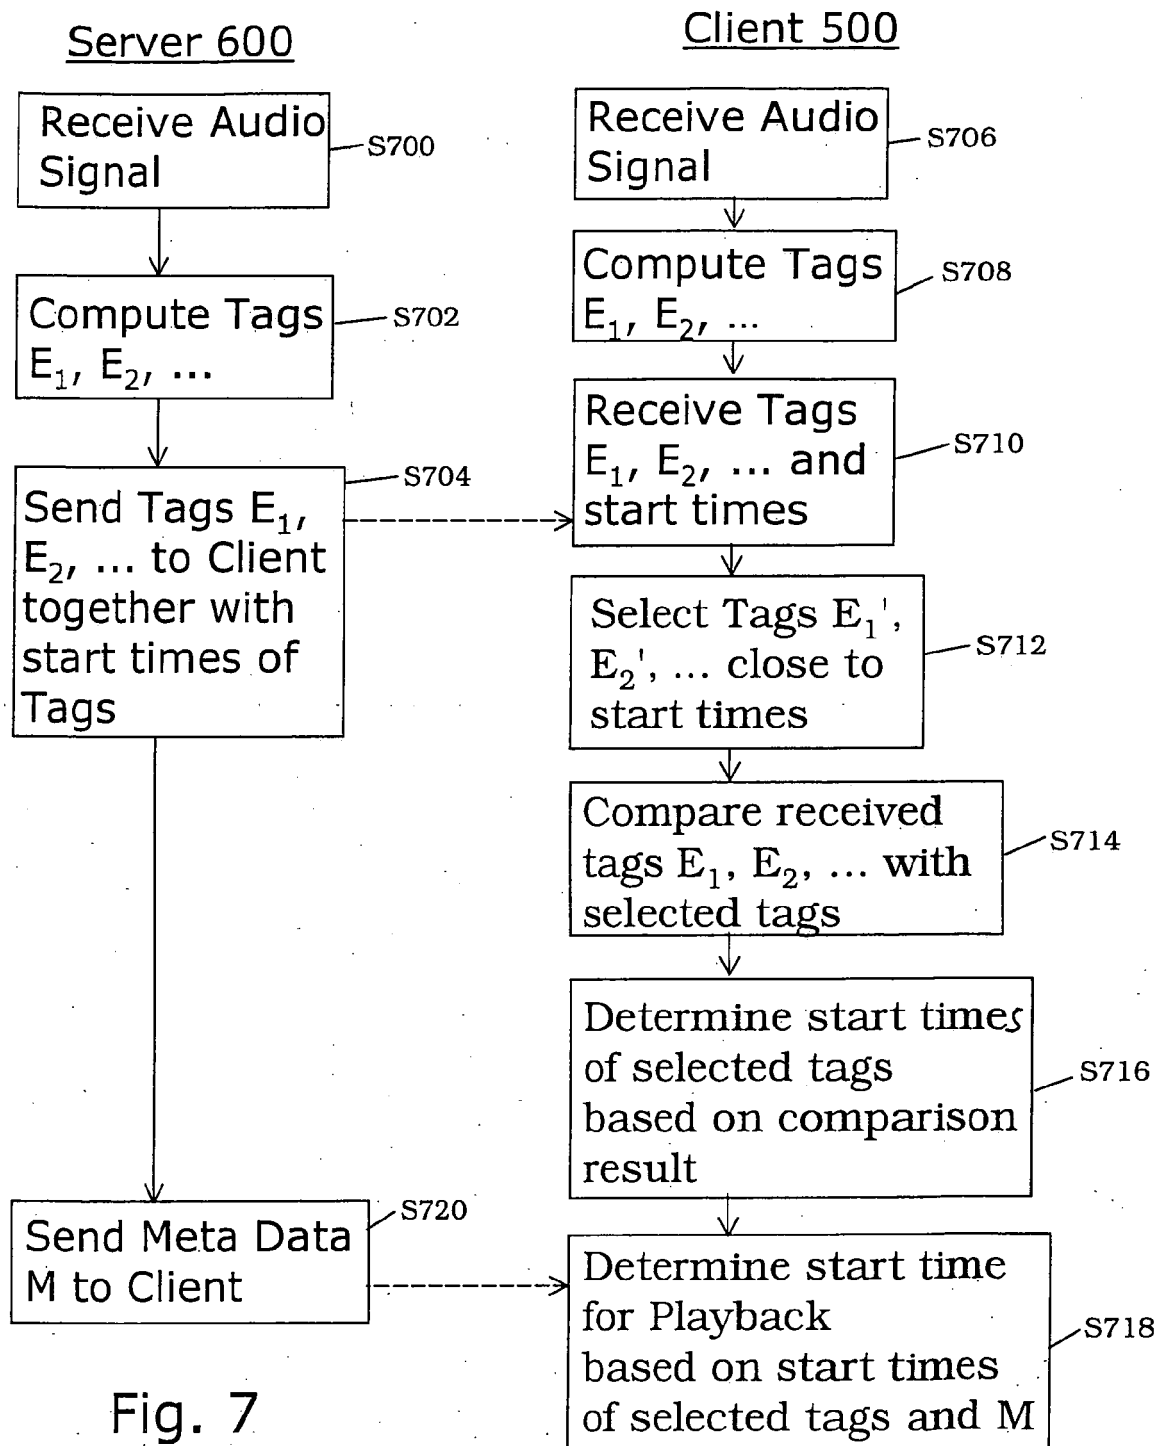 Server 600
Receive Audio
Signal
S700
Compute Tags
E₁, E₂, ...
S702
Send Tags E₁,
E₂, ... to Client
together with
start times of
Tags
S704
Send Meta Data
M to Client
S720
Client 500
Receive Audio
Signal
S706
Compute Tags
E₁, E₂, ...
S708
Receive Tags
E₁, E₂, ... and
start times
S710
Select Tags E₁',
E₂', ... close to
start times
S712
Compare received
tags E₁, E₂, ... with
selected tags
S714
Determine start times
of selected tags
based on comparison
result
S716
Determine start time
for Playback
based on start times
of selected tags and M
S718
Fig. 7